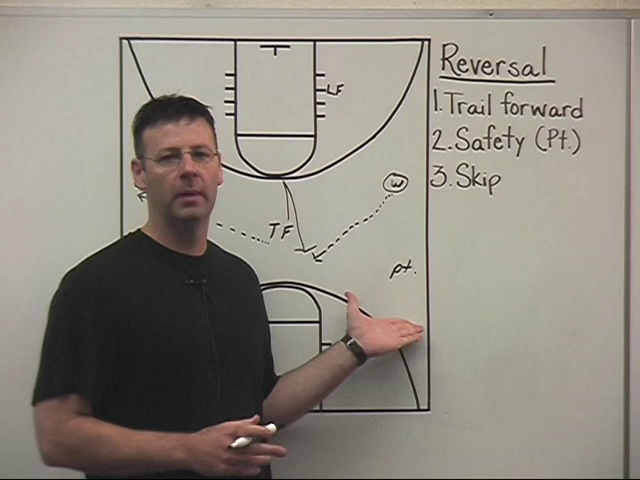 Reversal
1. Trail forward
2. Safety (Pt.)
3. Skip
LF
W
TF
pt.